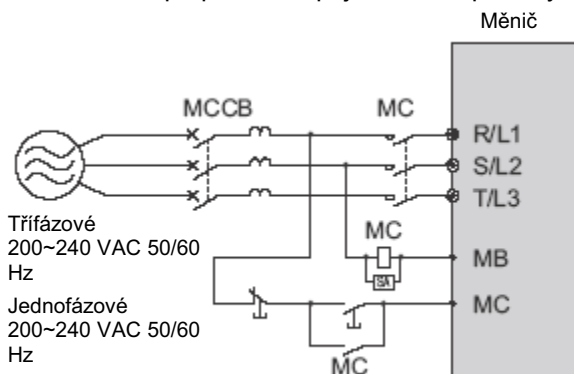 Měnič
MCCB
MC
R/L1
S/L2
T/L3
Třífázové
200~240 VAC 50/60
Hz
MC
SA
MB
Jednofázové
200~240 VAC 50/60
Hz
MC
MC